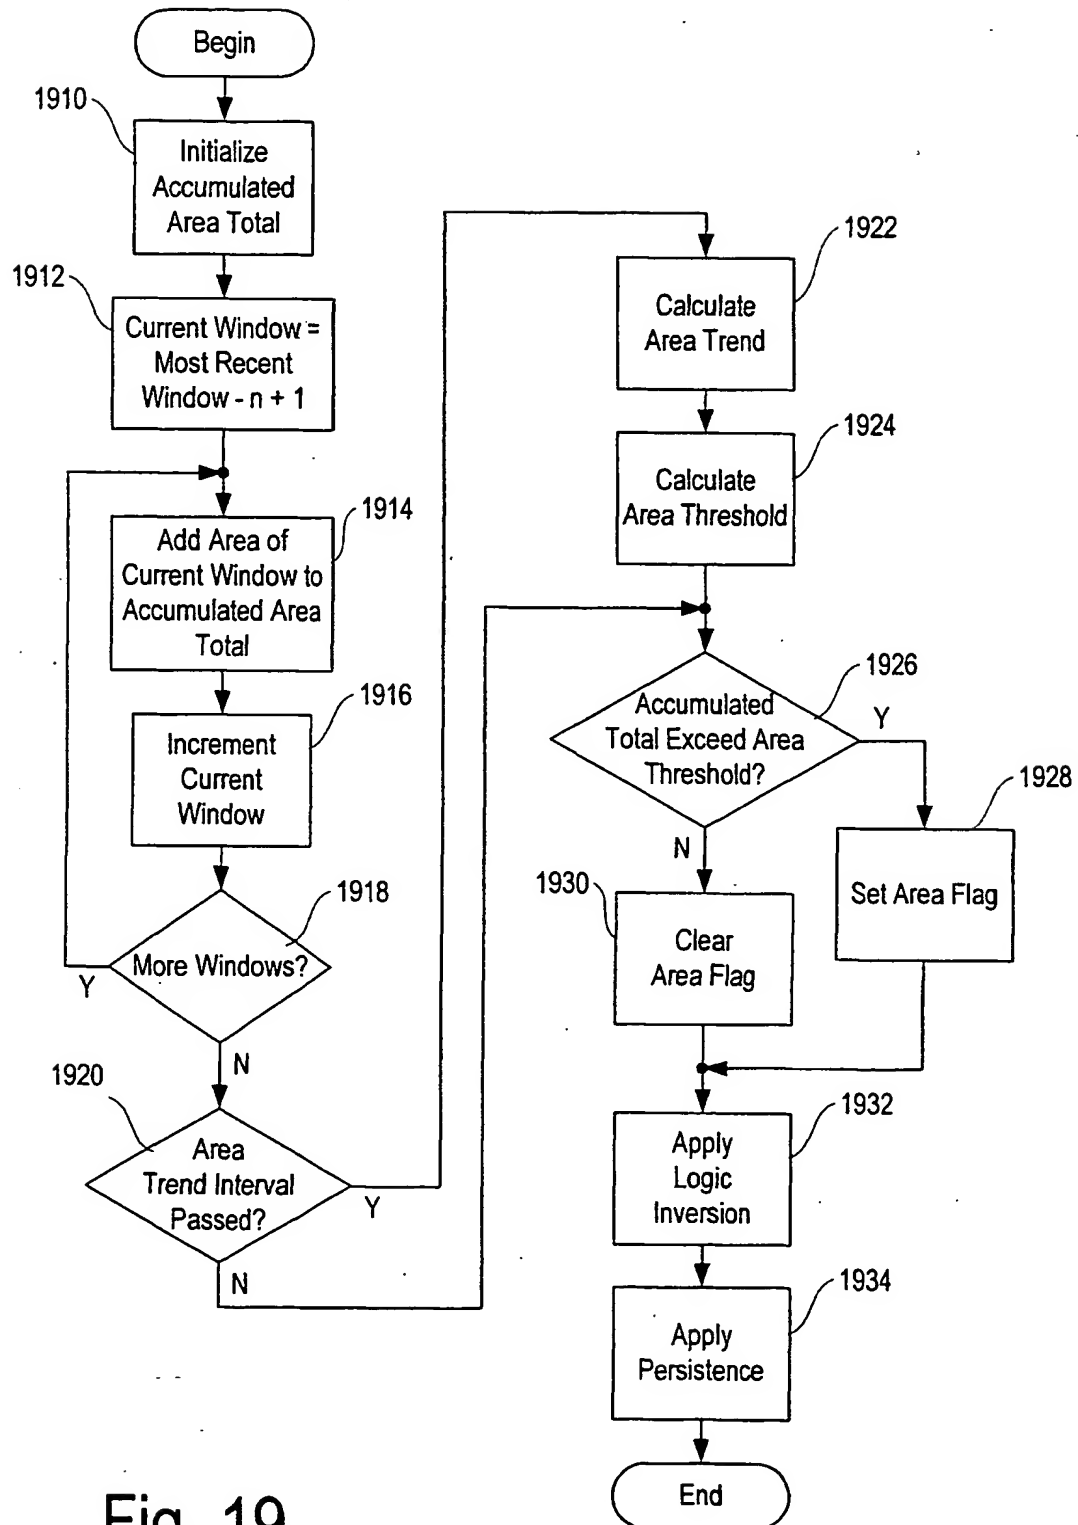 Begin
1910
Initialize
Accumulated
Area Total
1912
Current Window =
Most Recent
Window - n + 1
1914
Add Area of
Current Window to
Accumulated Area
Total
1916
Increment
Current
Window
1918
More Windows?
Y
N
1920
Area
Trend Interval
Passed?
Y
N
1922
Calculate
Area Trend
1924
Calculate
Area Threshold
1926
Accumulated
Total Exceed Area
Threshold?
Y
N
1928
Set Area Flag
1930
Clear
Area Flag
1932
Apply
Logic
Inversion
1934
Apply
Persistence
End
Fig. 19